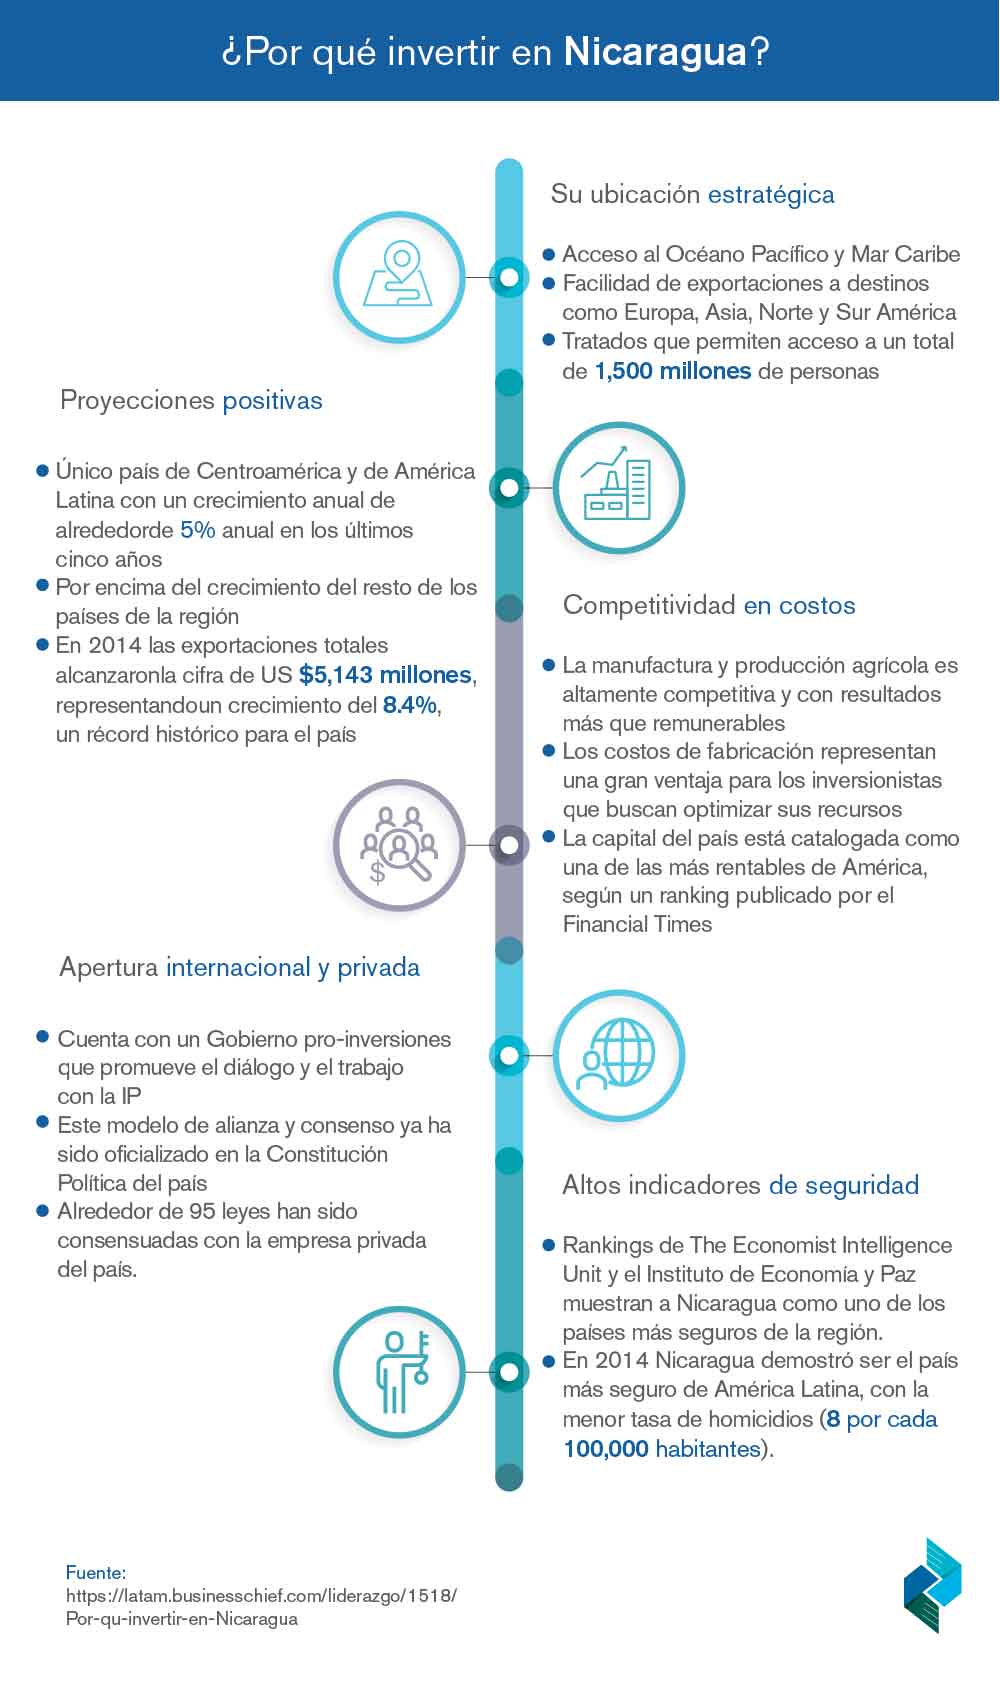 ¿Por qué invertir en Nicaragua?
Su ubicación estratégica
Acceso al Océano Pacífico y Mar Caribe
Facilidad de exportaciones a destinos
como Europa, Asia, Norte y Sur América
Tratados que permiten acceso a un total
de 1,500 millones de personas
Proyecciones positivas
Único país de Centroamérica y de América
Latina con un crecimiento anual de
alrededorde 5% anual en los últimos
cinco años
Por encima del crecimiento del resto de los
países de la región
En 2014 las exportaciones totales
alcanzaronla cifra de US $5,143 millones,
representandoun crecimiento del 8.4%,
un récord histórico para el país
Competitividad en costos
La manufactura y producción agrícola es
altamente competitiva y con resultados
más que remunerables
Los costos de fabricación representan
una gran ventaja para los inversionistas
que buscan optimizar sus recursos
La capital del país está catalogada como
una de las más rentables de América,
según un ranking publicado por el
Financial Times
$
Apertura internacional y privada
Cuenta con un Gobierno pro-inversiones
que promueve el diálogo y el trabajo
con la IP
Este modelo de alianza y consenso ya ha
sido oficializado en la Constitución
Política del país
Alrededor de 95 leyes han sido
consensuadas con la empresa privada
del país.
Altos indicadores de seguridad
Rankings de The Economist Intelligence
Unit y el Instituto de Economía y Paz
muestran a Nicaragua como uno de los
países más seguros de la región.
En 2014 Nicaragua demostró ser el país
más seguro de América Latina, con la
menor tasa de homicidios (8 por cada
100,000 habitantes).
Fuente:
https://latam.businesschief.com/liderazgo/1518/
Por-qu-invertir-en-Nicaragua